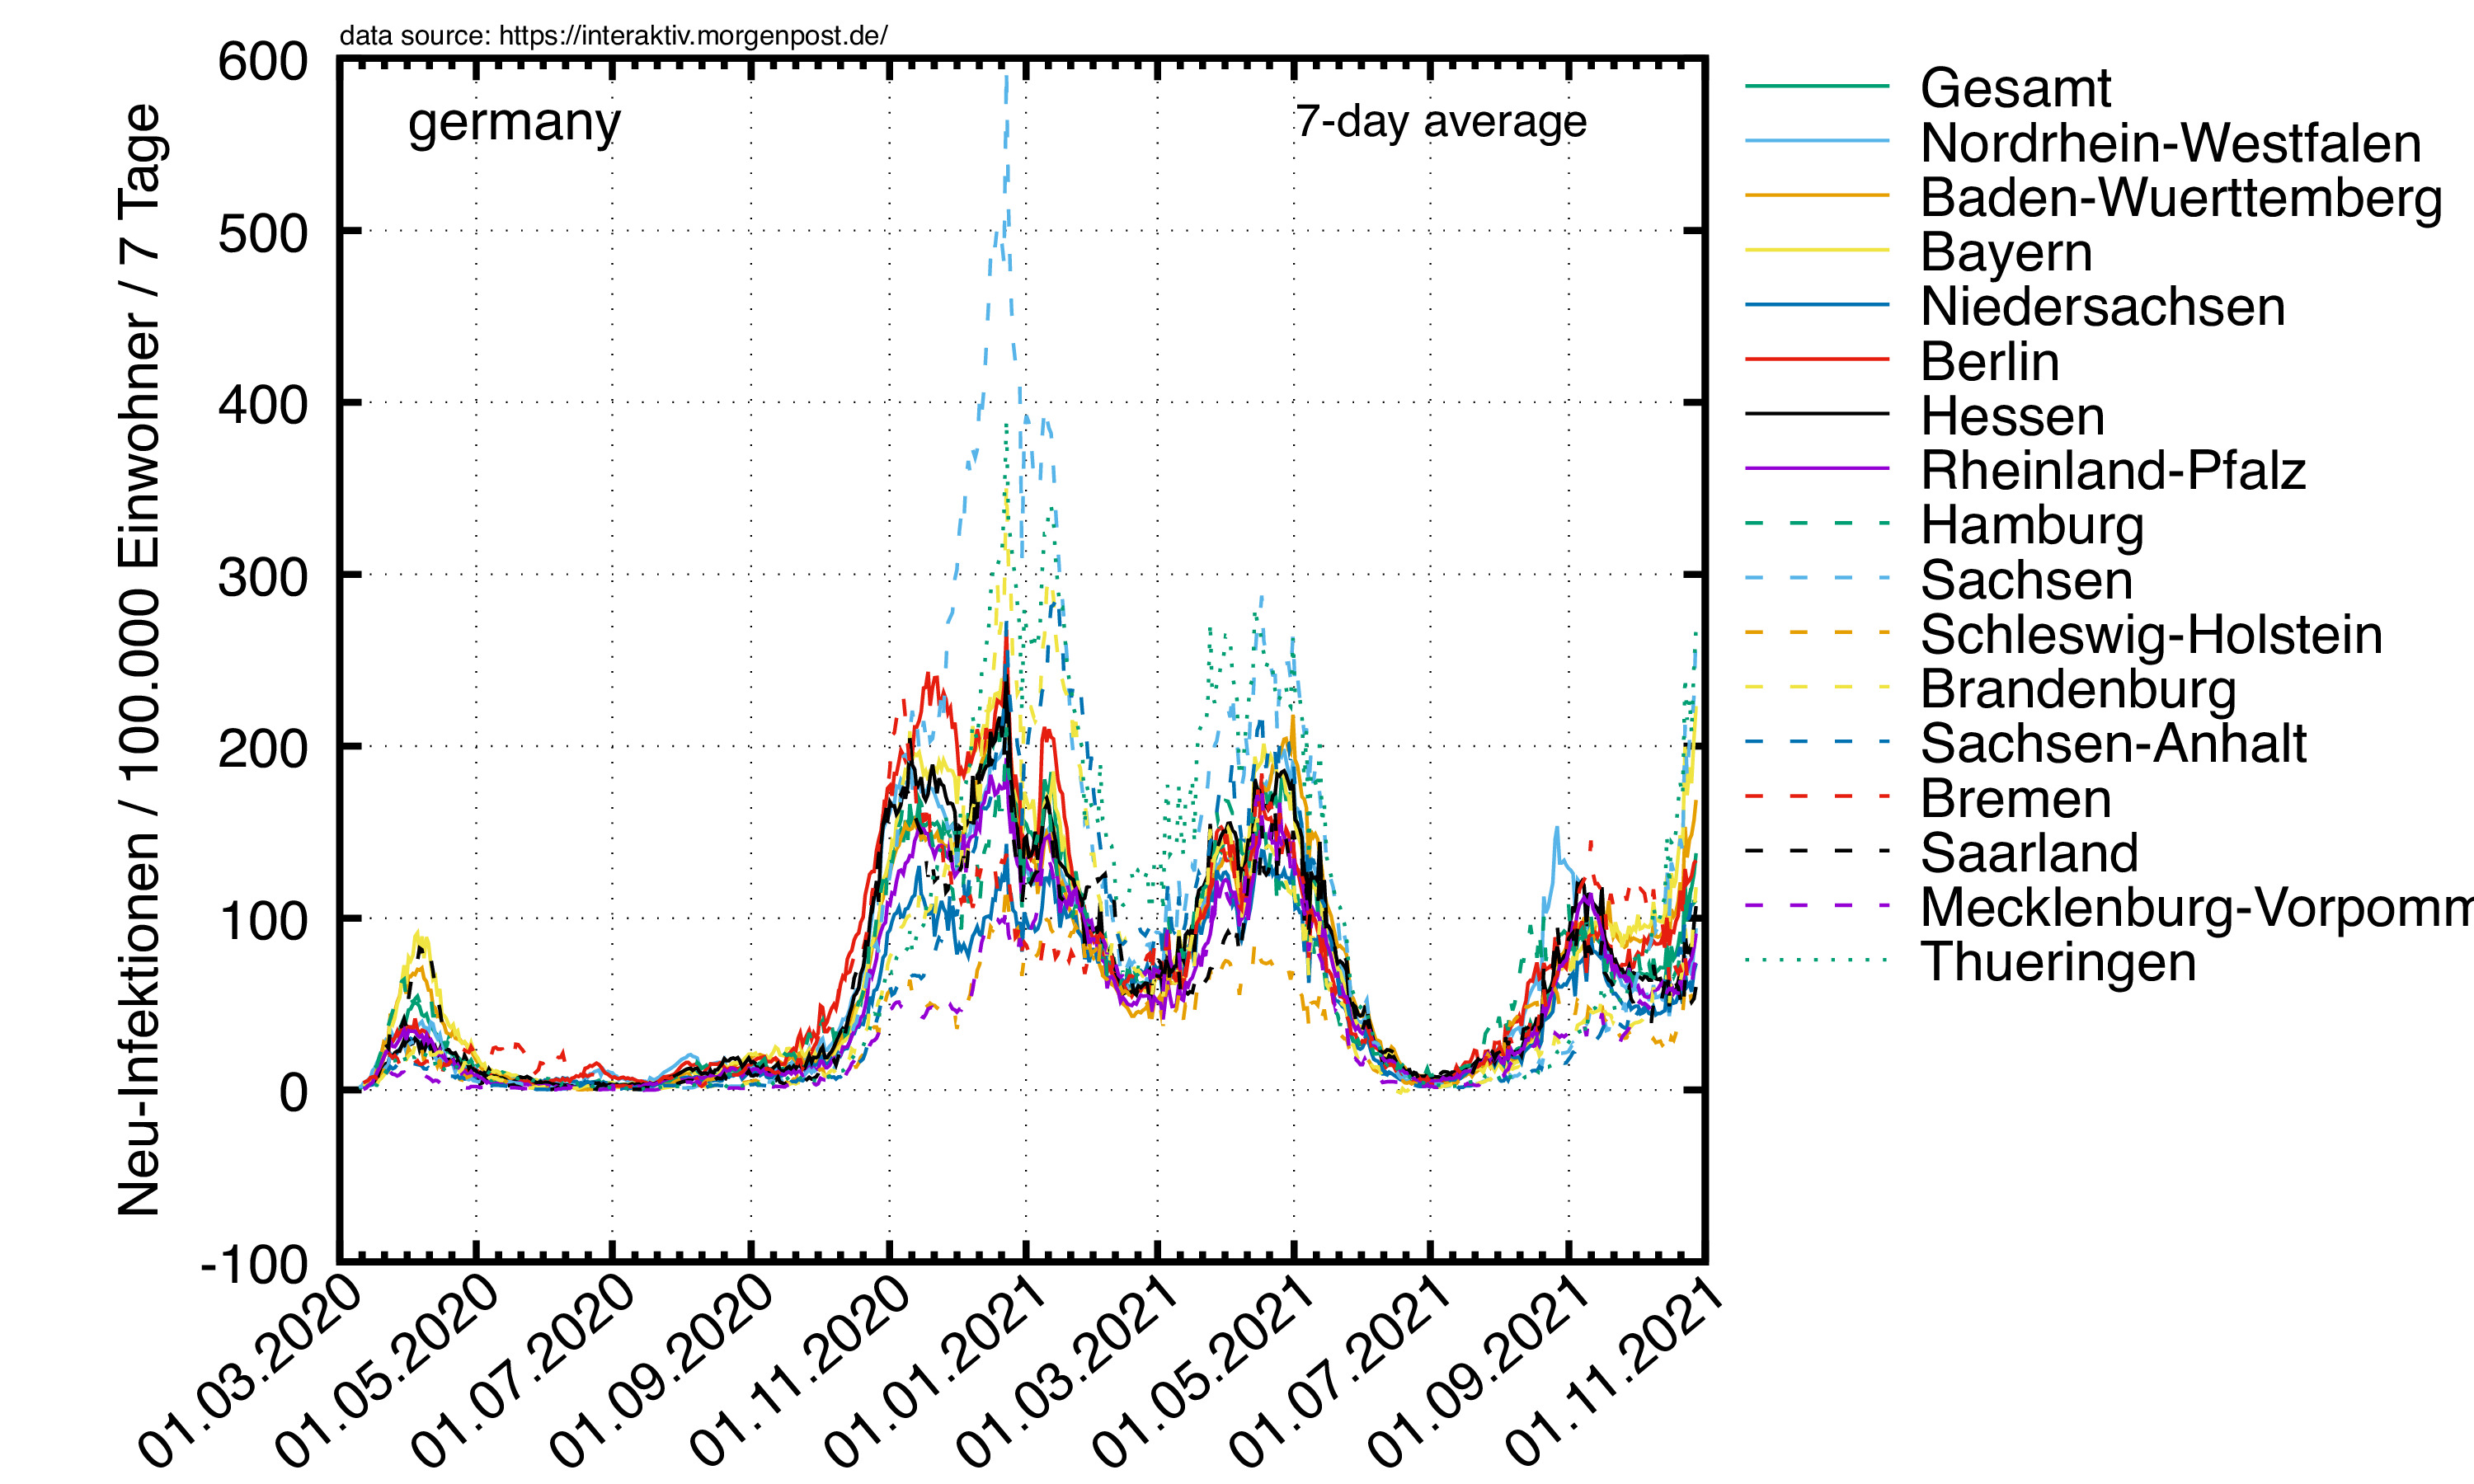 data source: https://interaktiv.morgenpost.de/
germany
7-day average
Neu-Infektionen / 100.000 Einwohner / 7 Tage
600
500
400
300
200
100
0
-100
01.03.2020
01.05.2020
01.07.2020
01.09.2020
01.11.2020
01.01.2021
01.03.2021
01.05.2021
01.07.2021
01.09.2021
01.11.2021
Gesamt
Nordrhein-Westfalen
Baden-Wuerttemberg
Bayern
Niedersachsen
Berlin
Hessen
Rheinland-Pfalz
Hamburg
Sachsen
Schleswig-Holstein
Brandenburg
Sachsen-Anhalt
Bremen
Saarland
Mecklenburg-Vorpomm
Thueringen